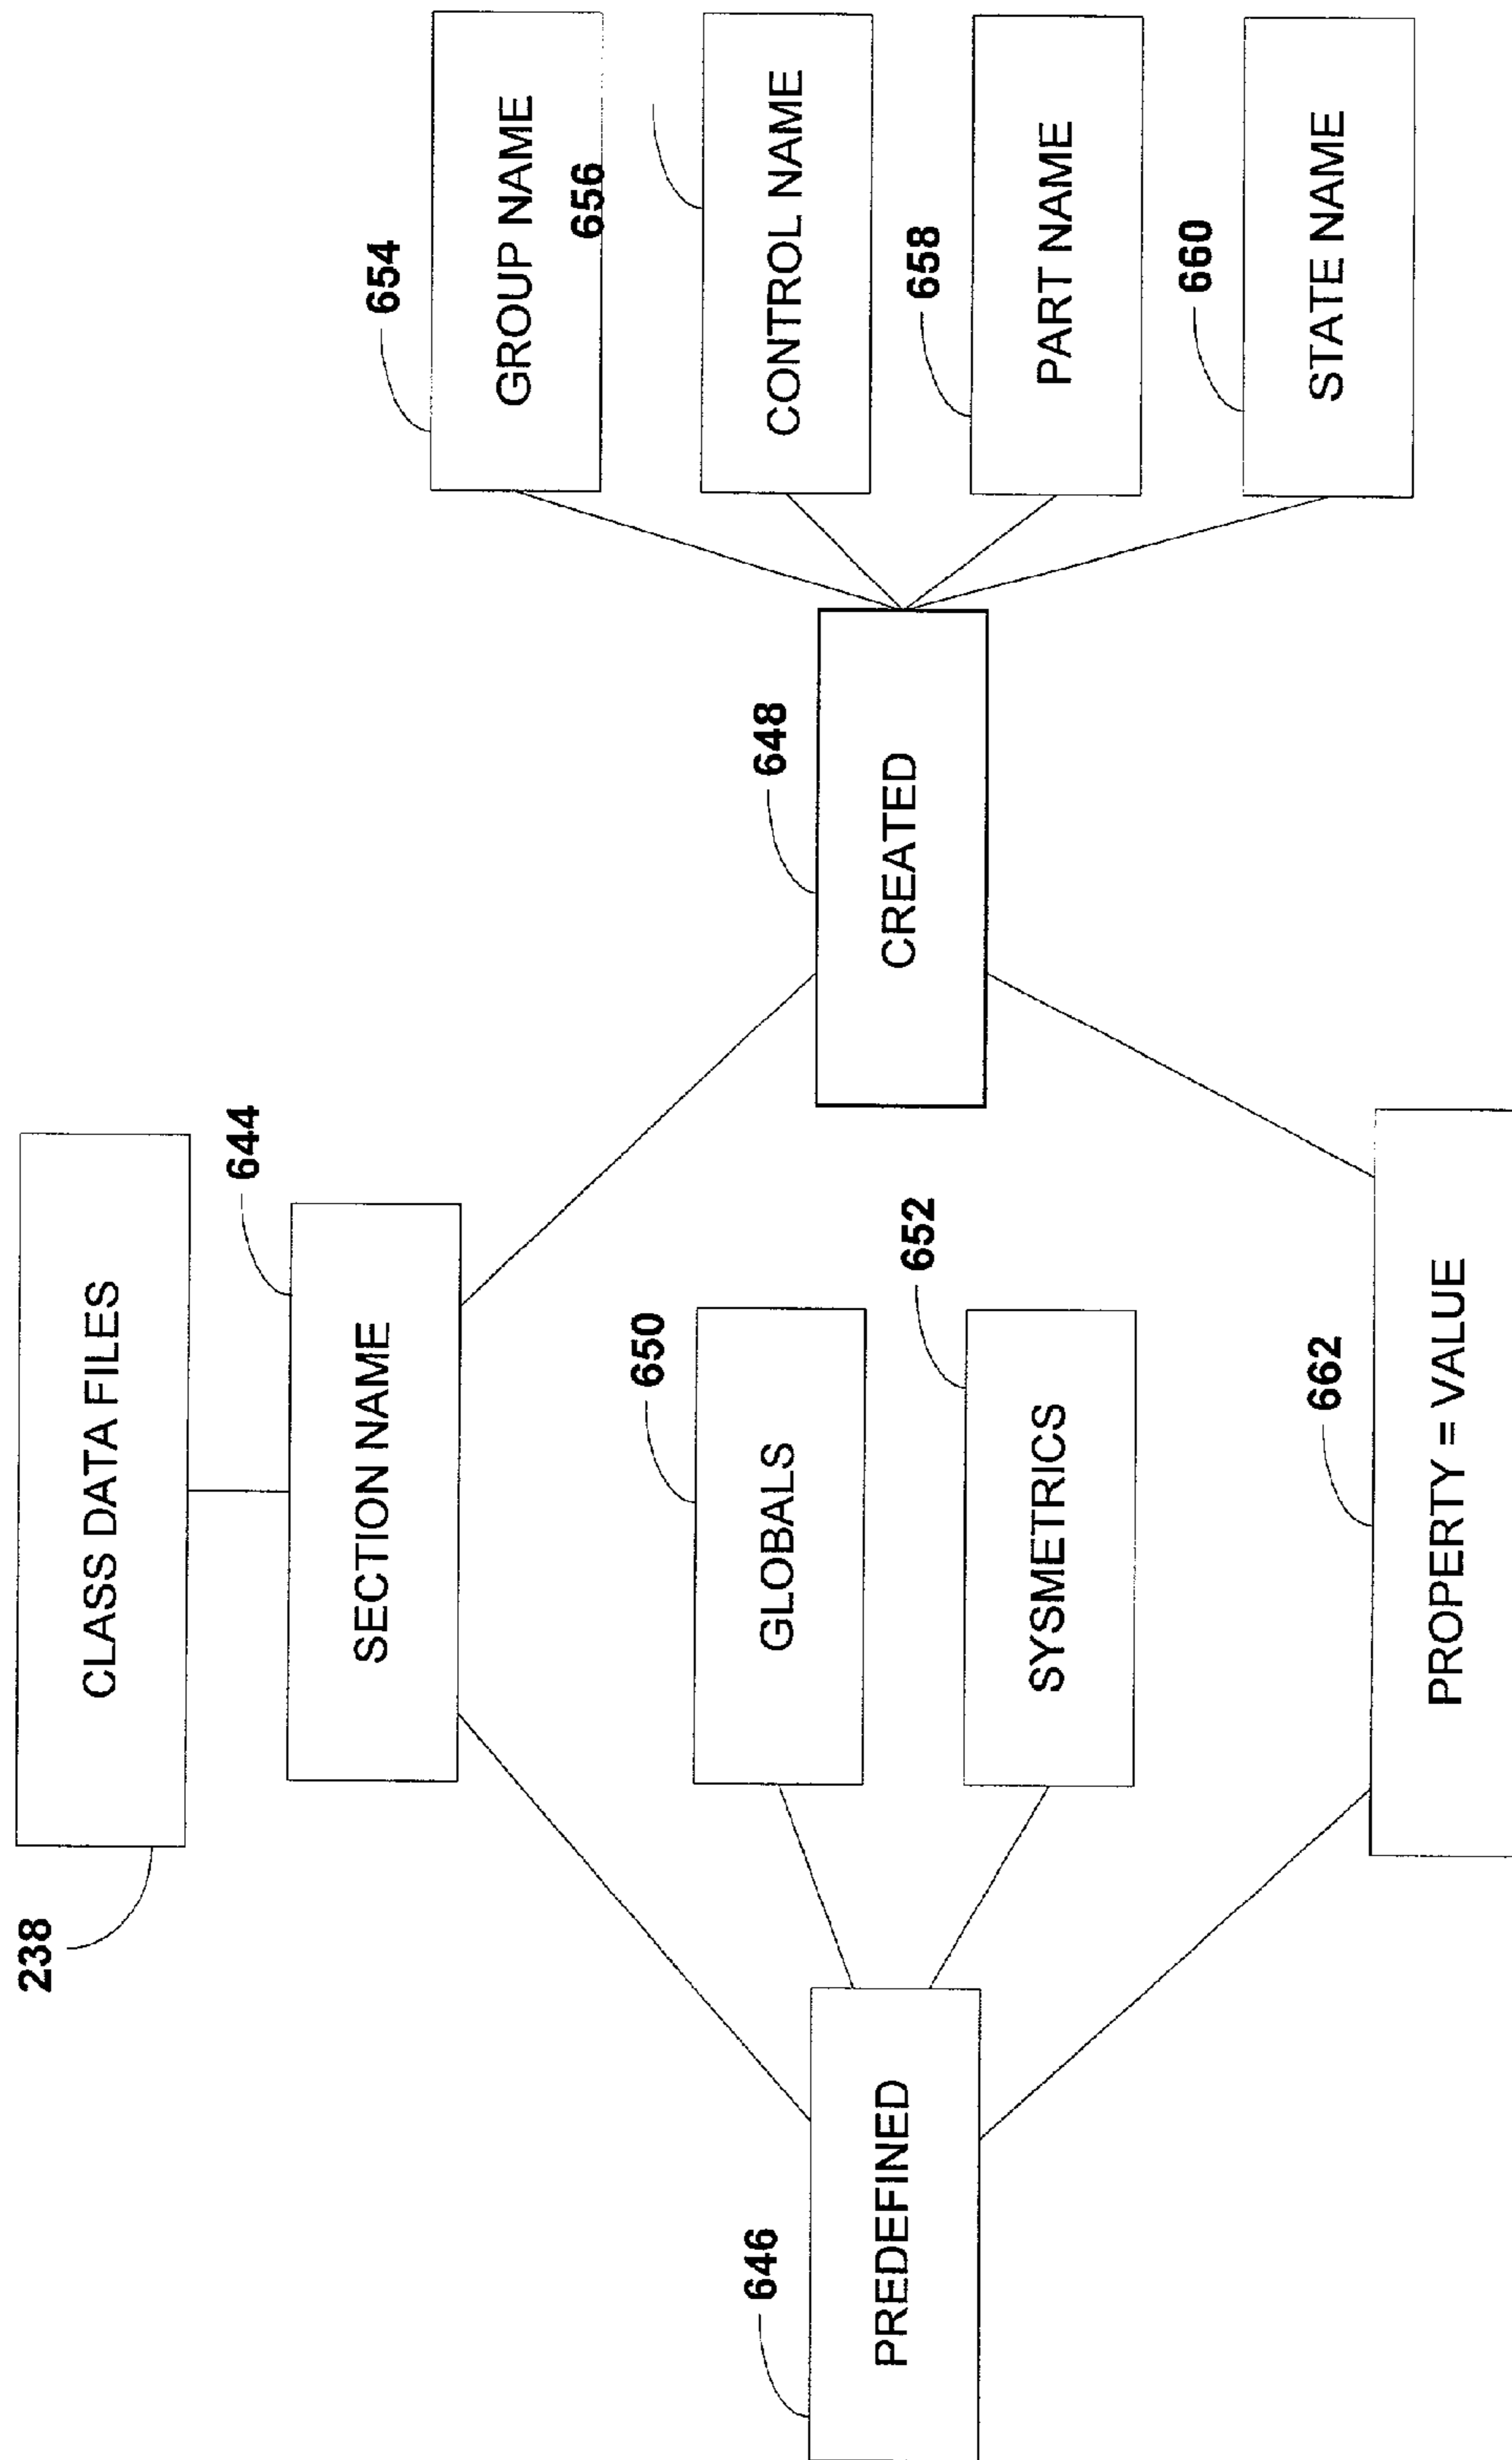 CLASS DATA FILES
238
644
SECTION NAME
646
PREDEFINED
650
GLOBALS
652
SYSMETRICS
648
CREATED
654
GROUP NAME
656
CONTROL NAME
658
PART NAME
660
STATE NAME
662
PROPERTY = VALUE